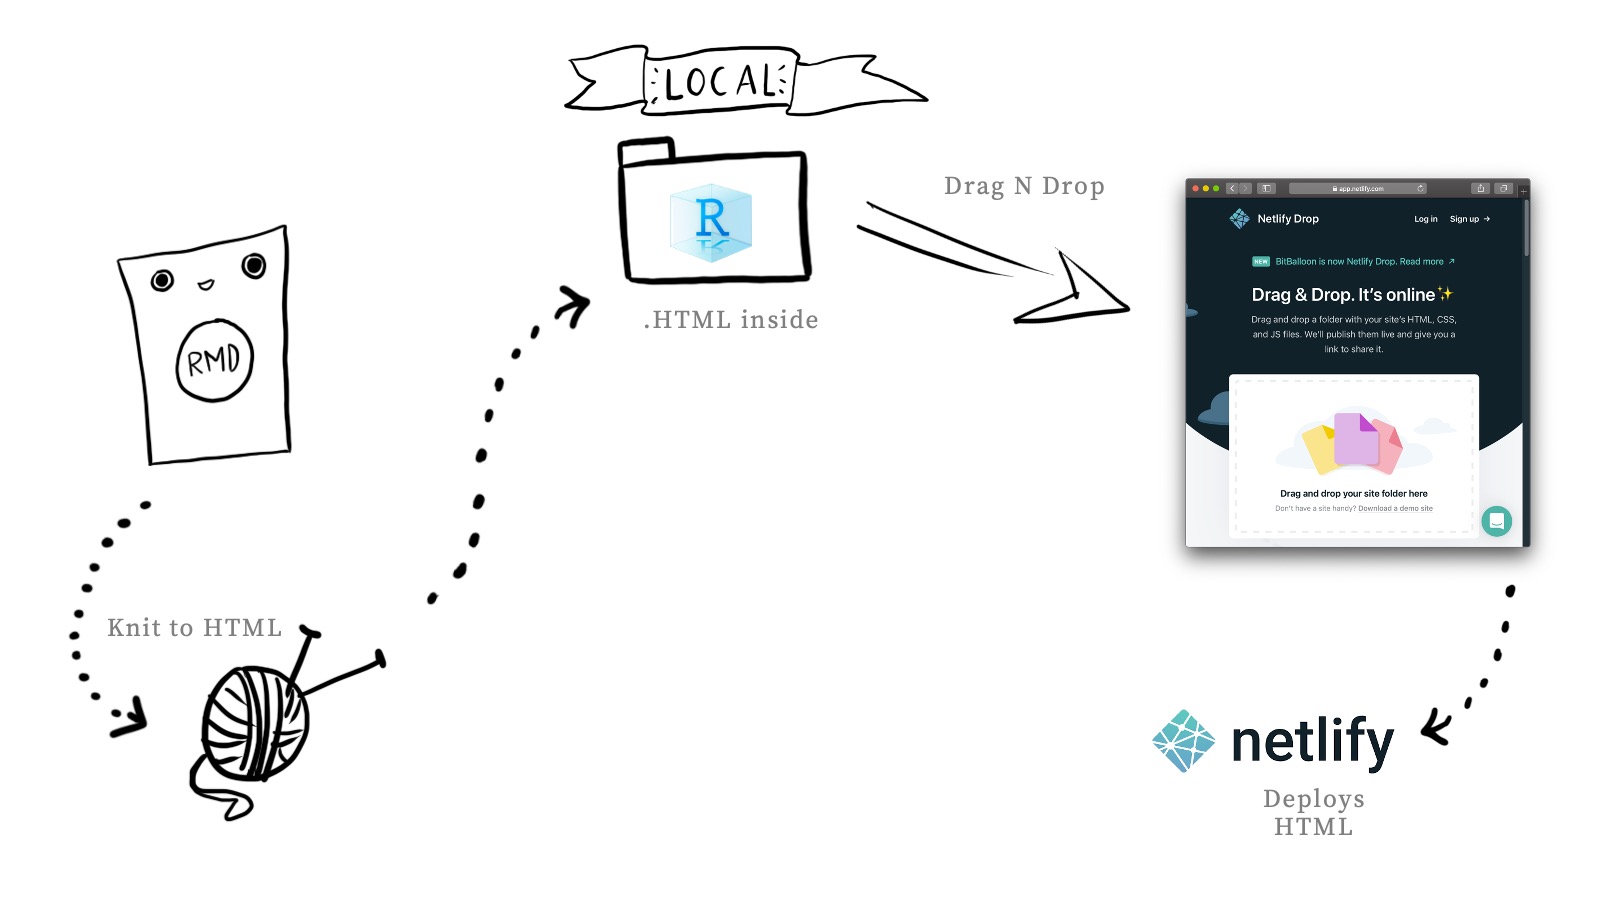 LOCAL
R
Drag N Drop
.HTML inside
RMD
Knit to HTML
app.netlify.com
Netlify Drop
Log in
Sign up →
NEW BitBalloon is now Netlify Drop. Read more ↗
Drag & Drop. It's online✨
Drag and drop a folder with your site's HTML, CSS,
and JS files. We'll publish them live and give you a
link to share it.
Drag and drop your site folder here
Don't have a site handy? Download a demo site
netlify
Deploys
HTML